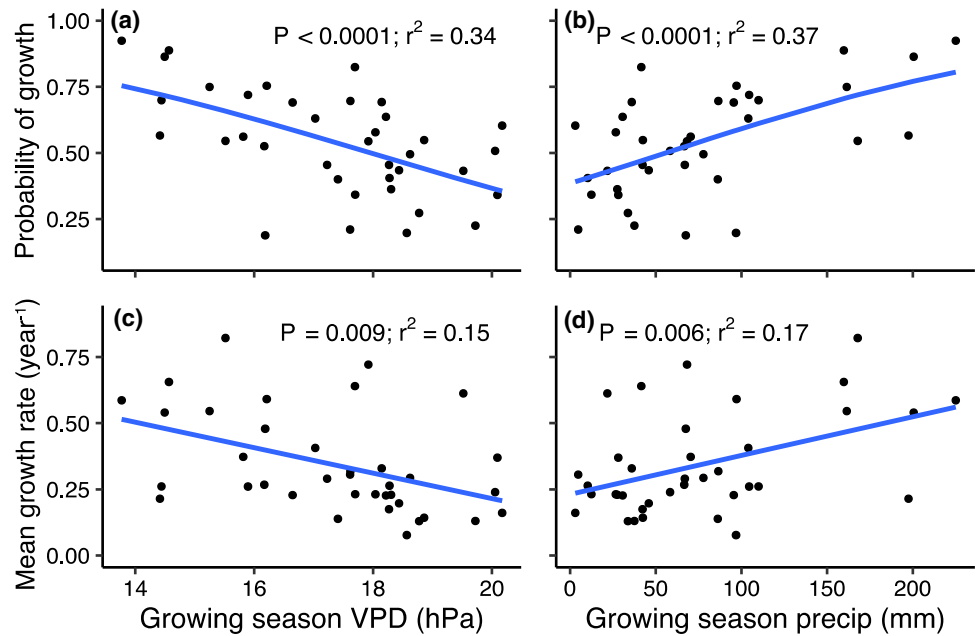 (a)
P < 0.0001; r² = 0.34
(b)
P < 0.0001; r² = 0.37
Probability of growth
1.00
0.75
0.50
0.25
(c)
P = 0.009; r² = 0.15
(d)
P = 0.006; r² = 0.17
Mean growth rate (year⁻¹)
0.75
0.50
0.25
0.00
14 16 18 20
0 50 100 150 200
Growing season VPD (hPa)
Growing season precip (mm)